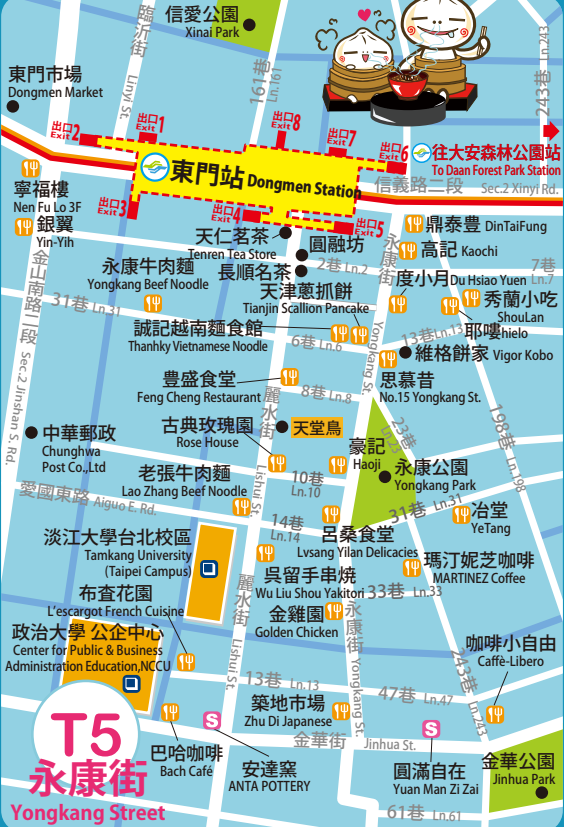 信愛公園
Xinai Park
臨沂街
Linyi St.
161巷
Ln.161
243巷 Ln.243
東門市場
Dongmen Market
出口2
Exit
出口1
Exit
出口8
Exit
出口7
Exit
出口6
Exit
往大安森林公園站
To Daan Forest Park Station
東門站 Dongmen Station
信義路二段 Sec.2 Xinyi Rd.
寧福樓
Nen Fu Lo 3F
出口3
Exit
出口4
Exit
出口5
Exit
銀翼
Yin-Yih
天仁茗茶
Tenren Tea Store
鼎泰豐 DinTaiFung
圓融坊
高記 Kaochi
永康街
金山南路二段
Sec.2 Jinshan S. Rd.
永康牛肉麵
Yongkang Beef Noodle
長順名茶
2巷 Ln.2
7巷
Ln.7
度小月 Du Hsiao Yuen
天津蔥抓餅
Tianjin Scallion Pancake
秀蘭小吃
ShouLan
31巷 Ln.31
誠記越南麵食館
Thanhky Vietnamese Noodle
6巷 Ln.6
Yongkang St.
13巷 Ln.13
耶嘍 hielo
維格餅家 Vigor Kobo
豐盛食堂
Feng Cheng Restaurant
8巷 Ln.8
思慕昔
No.15 Yongkang St.
麗水街
Lishui St.
古典玫瑰園
Rose House
天堂鳥
23巷
Ln.23
198巷
Ln.198
中華郵政
Chunghwa
Post Co.,Ltd
豪記
Haoji
永康公園
Yongkang Park
老張牛肉麵
Lao Zhang Beef Noodle
10巷
Ln.10
愛國東路 Aiguo E. Rd.
31巷 Ln.31
冶堂
YeTang
14巷
Ln.14
呂桑食堂
Lvsang Yilan Delicacies
淡江大學台北校區
Tamkang University
(Taipei Campus)
瑪汀妮芝咖啡
MARTINEZ Coffee
吳留手串燒
Wu Liu Shou Yakitori
33巷 Ln.33
布查花園
L'escargot French Cuisine
麗水街
Lishui St.
金雞園
Golden Chicken
永康街
Yongkang St.
政治大學 公企中心
Center for Public & Business
Administration Education,NCCU
咖啡小自由
Caffè-Libero
243巷
Ln.243
13巷 Ln.13
47巷 Ln.47
築地市場
Zhu Di Japanese
T5
永康街
Yongkang Street
巴哈咖啡
Bach Café
S
安達窯
ANTA POTTERY
金華街 Jinhua St.
S
圓滿自在
Yuan Man Zi Zai
金華公園
Jinhua Park
61巷 Ln.61